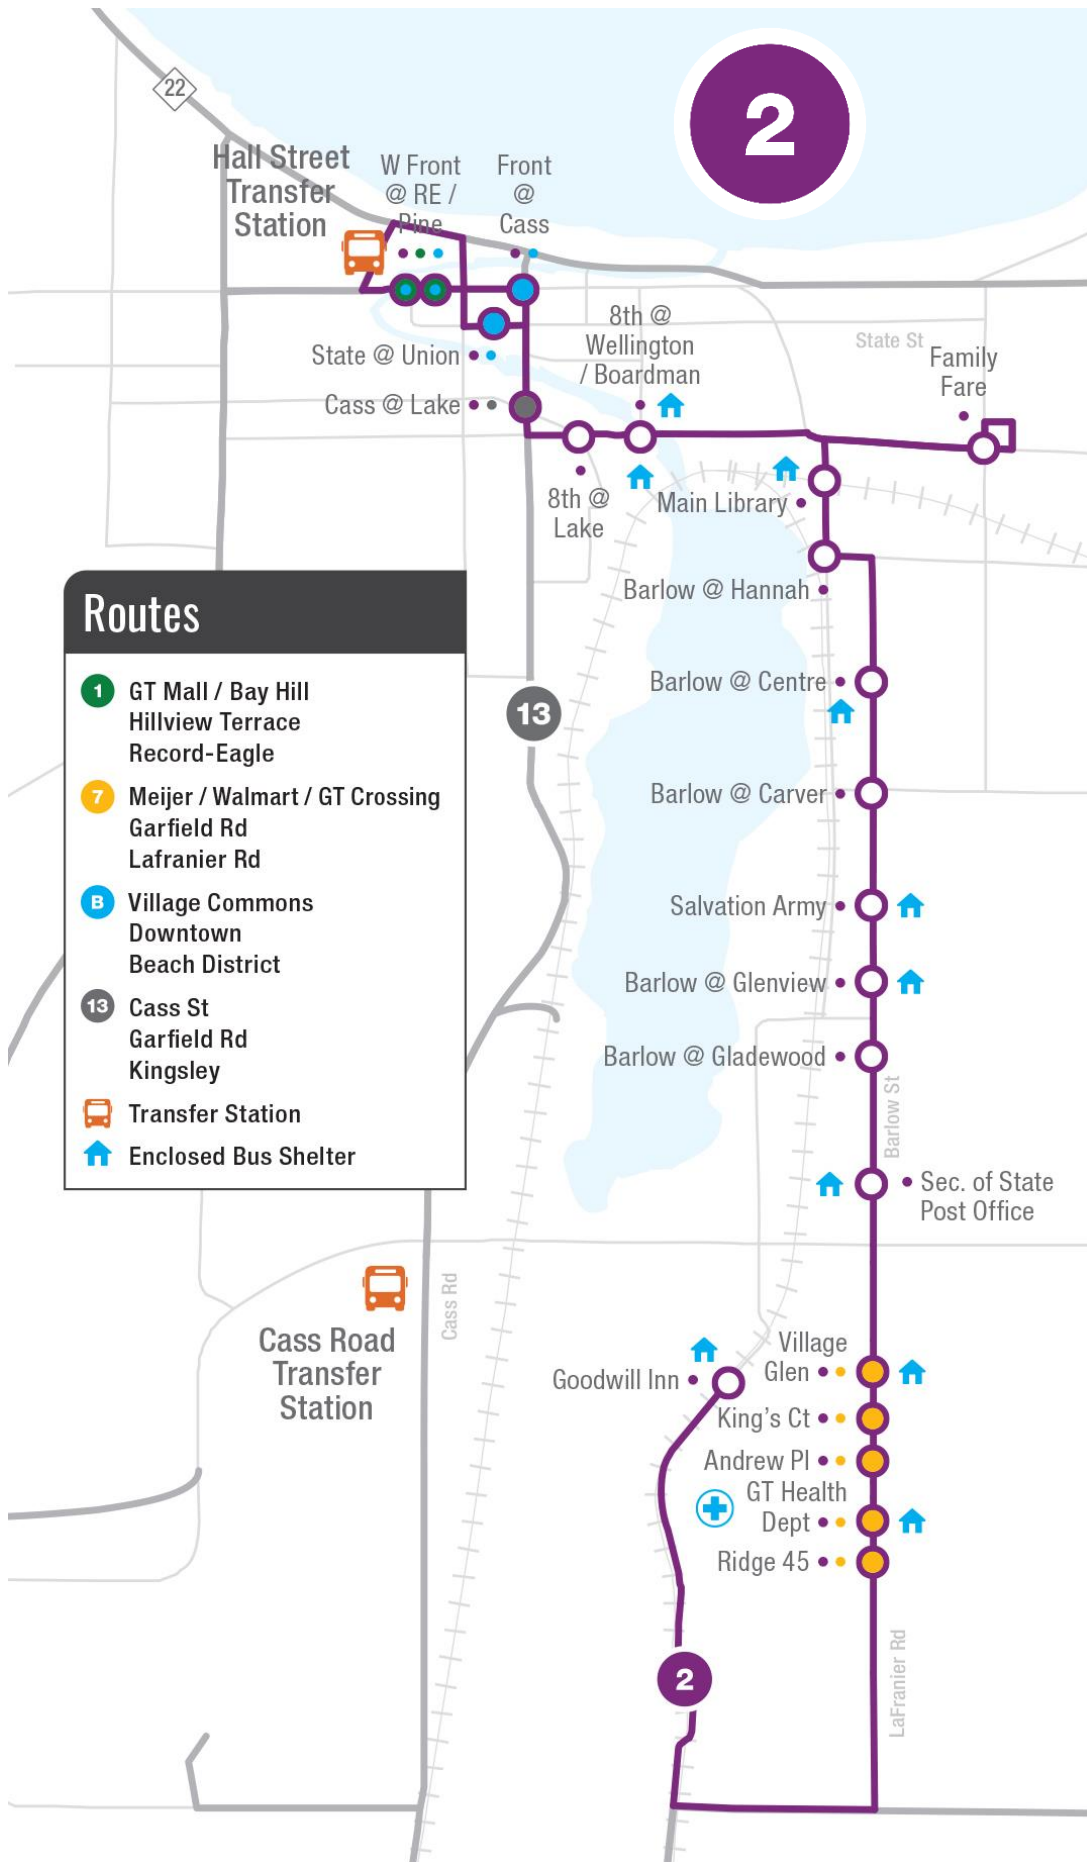 2
22
Hall Street
Transfer
Station
W Front
@ RE /
Pine
Front
@
Cass
8th @
Wellington
/ Boardman
State St
Family
Fare
State @ Union
Cass @ Lake
8th @
Lake
Main Library
Barlow @ Hannah
Routes
1 GT Mall / Bay Hill
Hillview Terrace
Record-Eagle
7 Meijer / Walmart / GT Crossing
Garfield Rd
Lafranier Rd
B Village Commons
Downtown
Beach District
13 Cass St
Garfield Rd
Kingsley
Transfer Station
Enclosed Bus Shelter
13
Barlow @ Centre
Barlow @ Carver
Salvation Army
Barlow @ Glenview
Barlow @ Gladewood
Barlow St
Sec. of State
Post Office
Cass Rd
Cass Road
Transfer
Station
Goodwill Inn
Village
Glen
King's Ct
Andrew Pl
GT Health
Dept
Ridge 45
2
LaFranier Rd